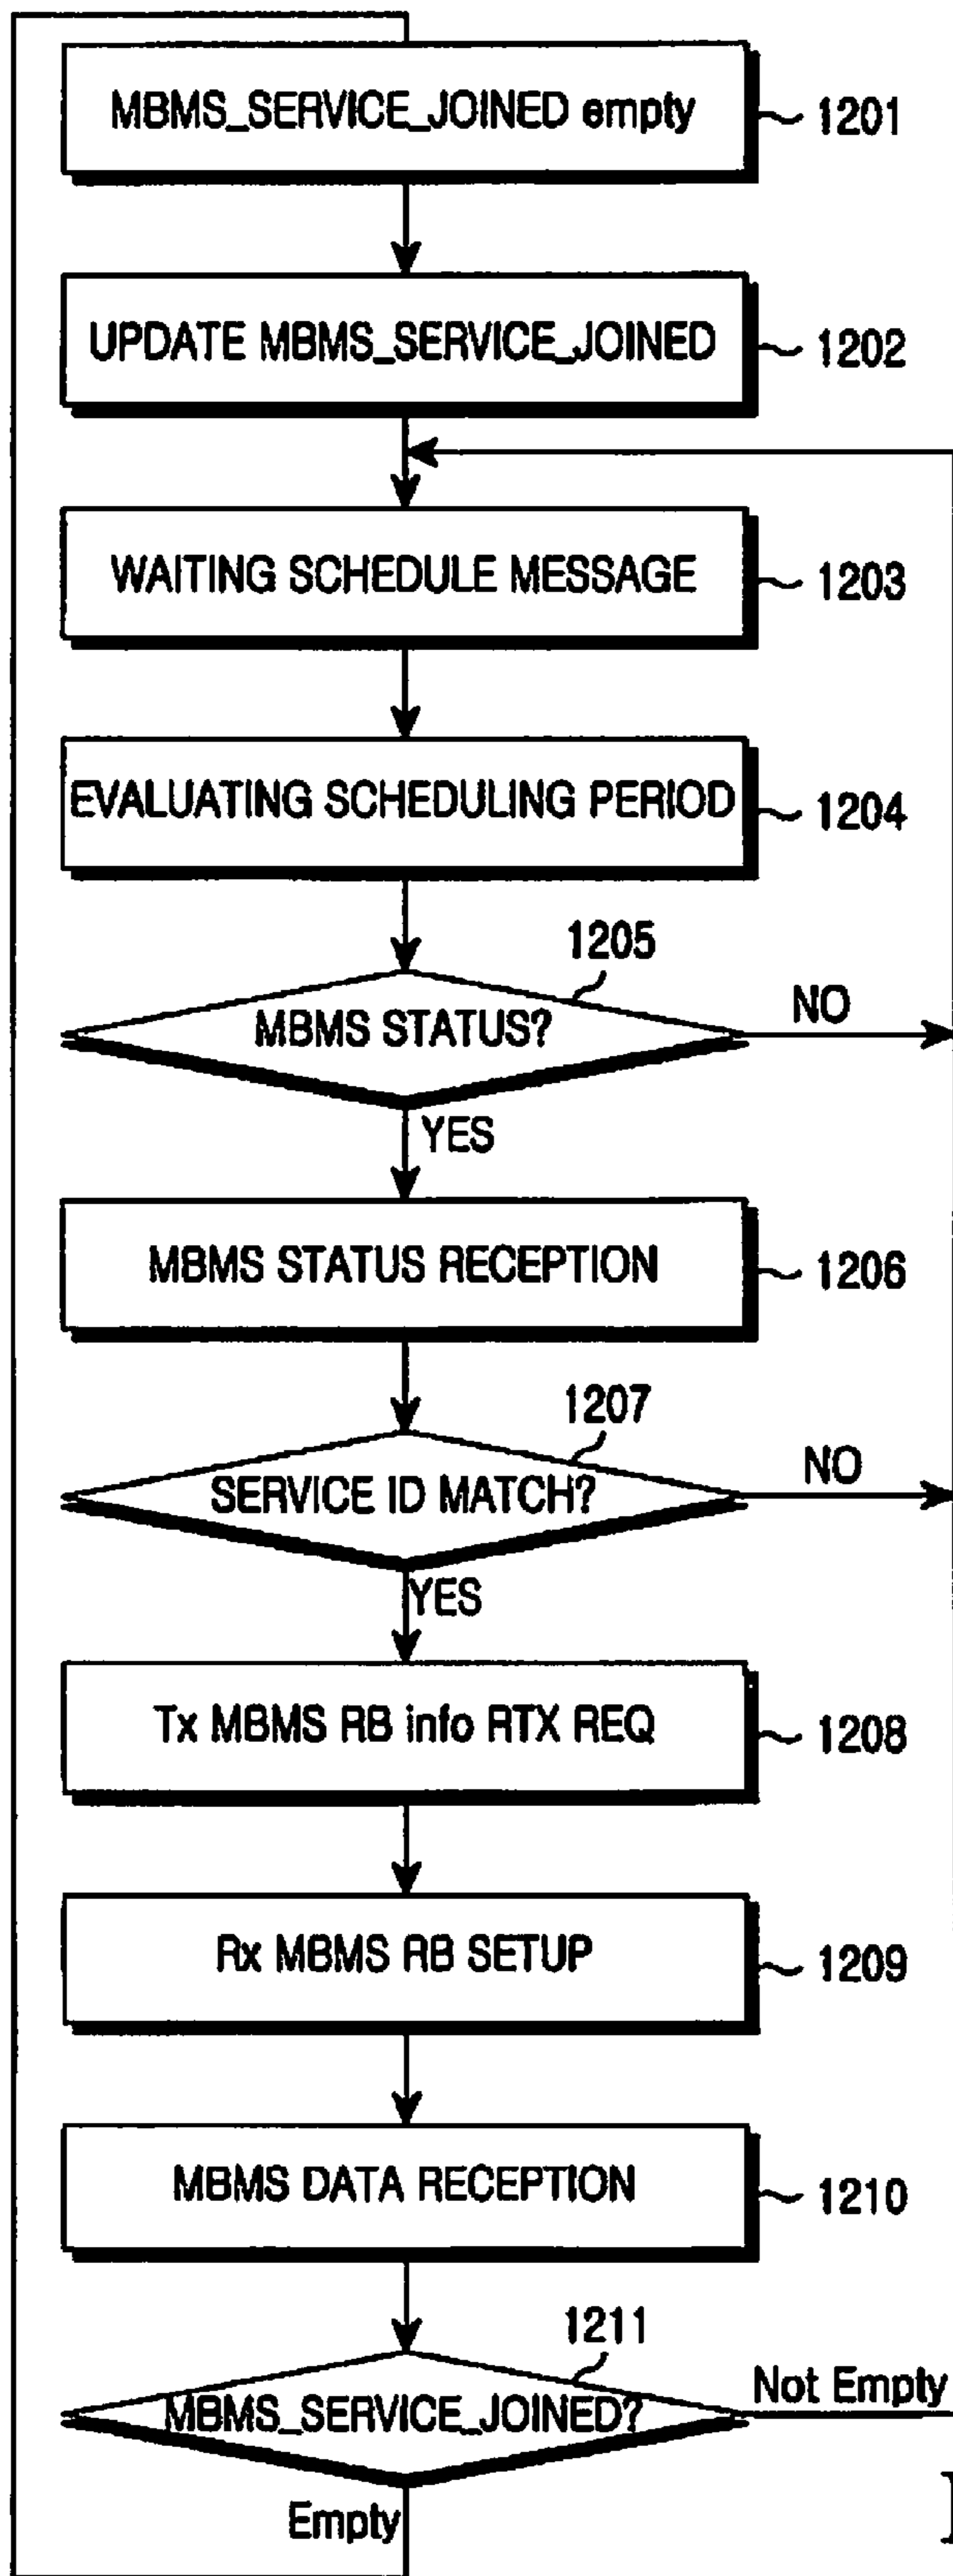 MBMS_SERVICE_JOINED empty
1201
UPDATE MBMS_SERVICE_JOINED
1202
WAITING SCHEDULE MESSAGE
1203
EVALUATING SCHEDULING PERIOD
1204
1205
MBMS STATUS?
NO
YES
MBMS STATUS RECEPTION
1206
1207
SERVICE ID MATCH?
NO
YES
Tx MBMS RB info RTX REQ
1208
Rx MBMS RB SETUP
1209
MBMS DATA RECEPTION
1210
1211
MBMS_SERVICE_JOINED?
Not Empty
Empty